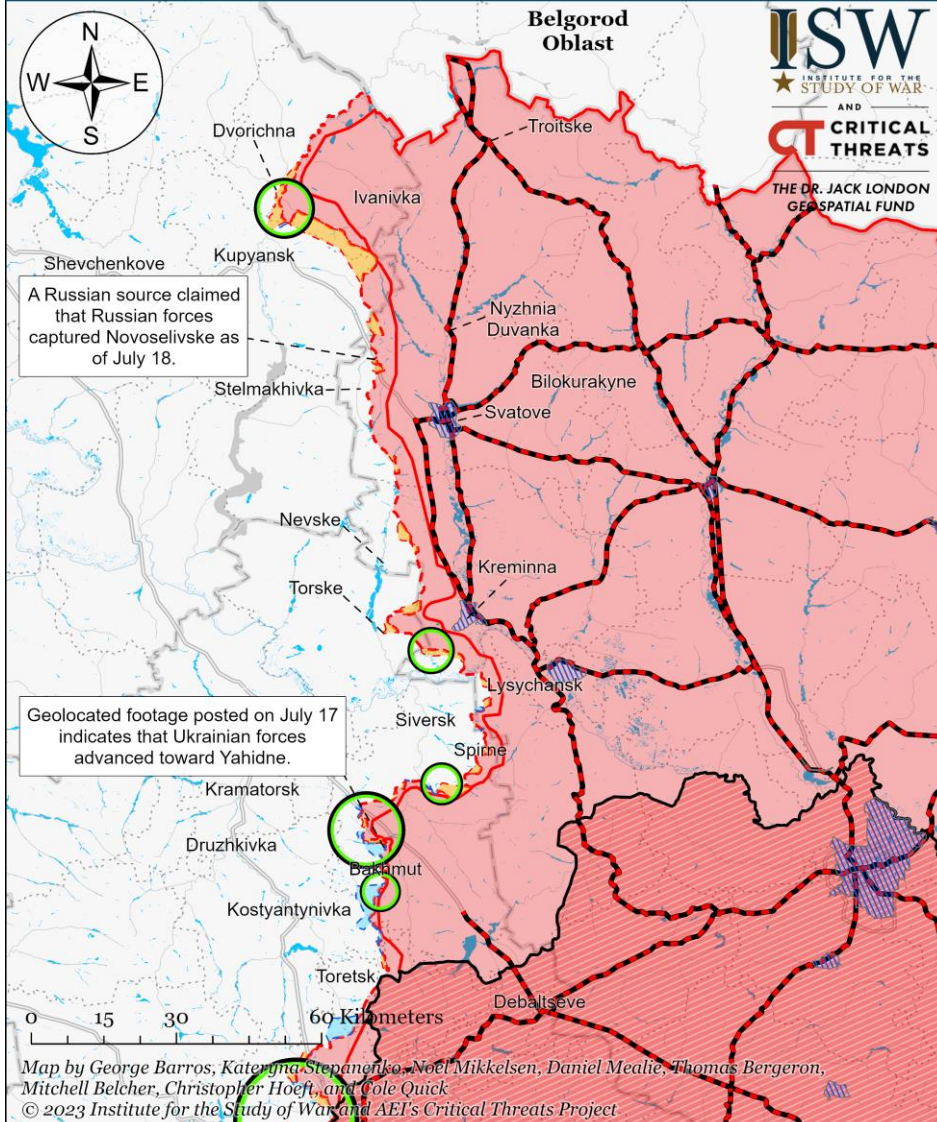 Belgorod
Oblast
ISW
INSTITUTE FOR THE
STUDY OF WAR
AND
CT CRITICAL
THREATS
THE DR. JACK LONDON
GEOSPATIAL FUND
N
W
E
S
Dvorichna
Troitske
Ivanivka
Kupyansk
Shevchenkove
A Russian source claimed
that Russian forces
captured Novoselivske as
of July 18.
Nyzhnia
Duvanka
Stelmakhivka
Bilokurakyne
Svatove
Nevske
Kreminna
Torske
Lysychansk
Siversk
Geolocated footage posted on July 17
indicates that Ukrainian forces
advanced toward Yahidne.
Spirne
Kramatorsk
Druzhkivka
Bakhmut
Kostyantynivka
Toretsk
Debaltseve
0 15 30 60 Kilometers
Map by George Barros, Kateryna Stepanenko, Noel Mikkelsen, Daniel Mealie, Thomas Bergeron,
Mitchell Belcher, Christopher Hoeft, and Cole Quick
© 2023 Institute for the Study of War and AEI's Critical Threats Project